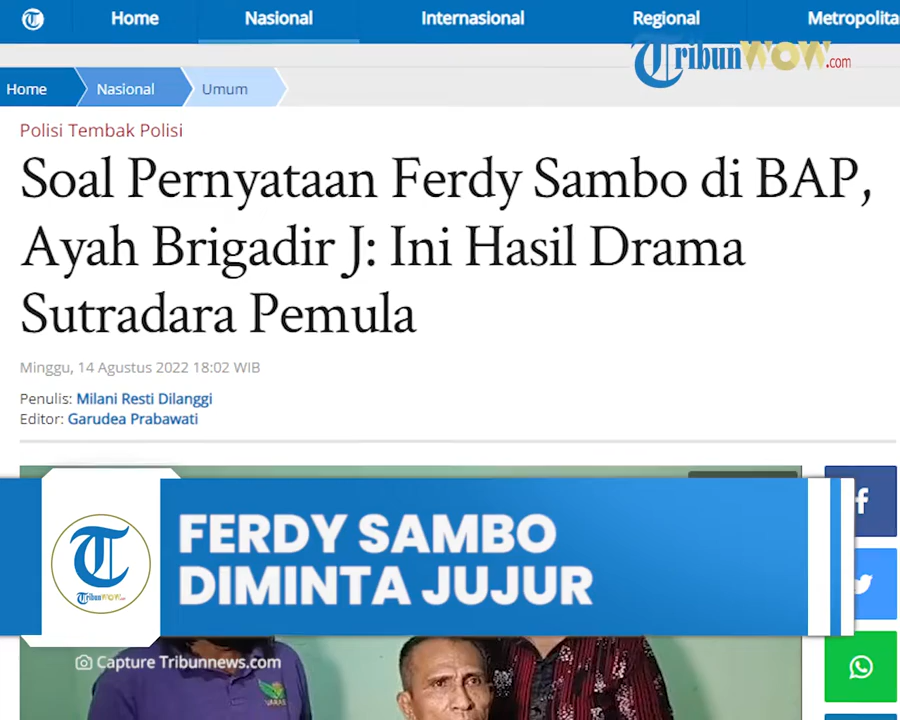 Home Nasional Internasional Regional Metropolita
TribunWOW.com
Home Nasional Umum
Polisi Tembak Polisi
Soal Pernyataan Ferdy Sambo di BAP,
Ayah Brigadir J: Ini Hasil Drama
Sutradara Pemula
Minggu, 14 Agustus 2022 18:02 WIB
Penulis: Milani Resti Dilanggi
Editor: Garudea Prabawati
FERDY SAMBO
DIMINTA JUJUR
TribunWOW.com
Capture Tribunnews.com